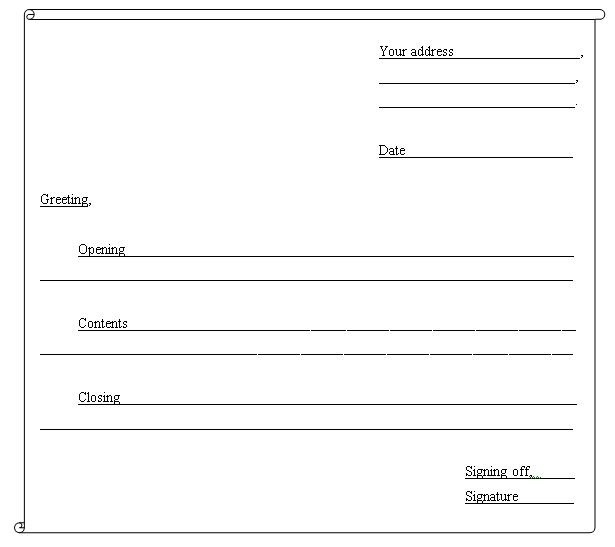 Your address ,
,
.
Date
Greeting,
Opening
Contents
Closing
Signing off,
Signature